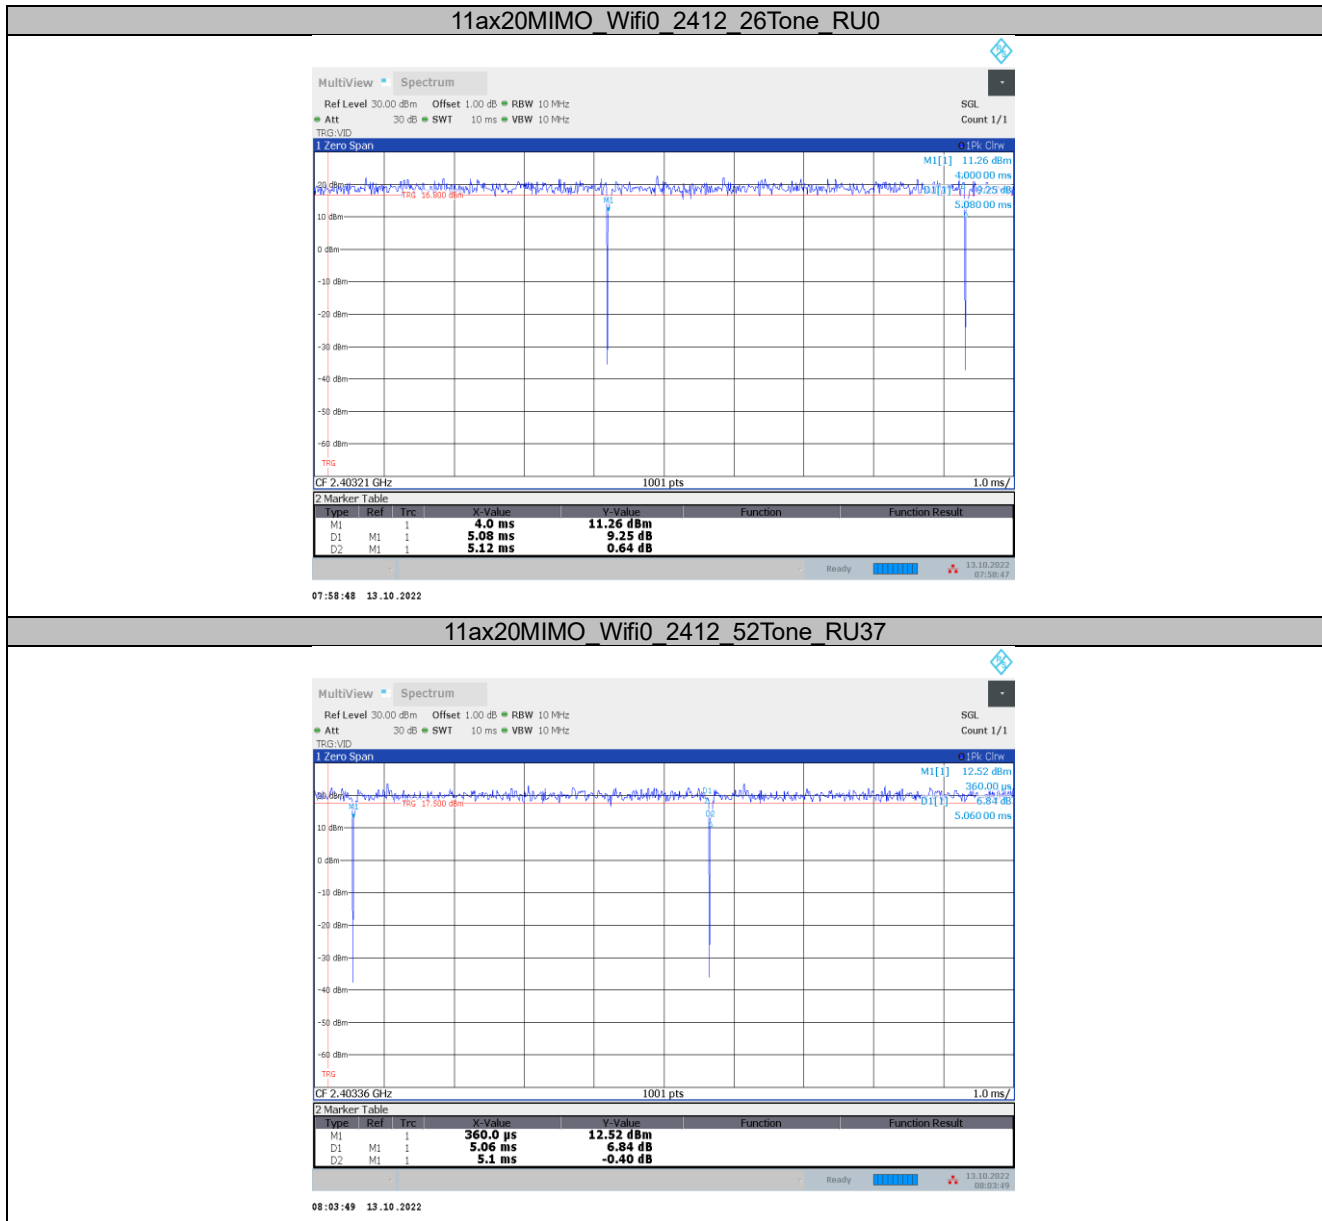 11ax20MIMO_Wifi0_2412_26Tone_RU0
MultiView Spectrum
Ref Level 30.00 dBm Offset 1.00 dB RBW 10 MHz SGL
Att 30 dB SWT 10 ms VBW 10 MHz Count 1/1
TRG:VID
1 Zero Span 1Pk Clrw
M1[1] 11.26 dBm
4.00000 ms
20 dBm D1[1] 9.25 dB
TRG 16.800 dBm
M1 5.08000 ms
10 dBm
0 dBm
-10 dBm
-20 dBm
-30 dBm
-40 dBm
-50 dBm
-60 dBm
TRG
CF 2.40321 GHz 1001 pts 1.0 ms/
2 Marker Table
Type Ref Trc X-Value Y-Value Function Function Result
M1 1 4.0 ms 11.26 dBm
D1 M1 1 5.08 ms 9.25 dB
D2 M1 1 5.12 ms 0.64 dB
Ready 13.10.2022
07:58:47
07:58:48 13.10.2022
11ax20MIMO_Wifi0_2412_52Tone_RU37
MultiView Spectrum
Ref Level 30.00 dBm Offset 1.00 dB RBW 10 MHz SGL
Att 30 dB SWT 10 ms VBW 10 MHz Count 1/1
TRG:VID
1 Zero Span 1Pk Clrw
M1[1] 12.52 dBm
360.00 µs
20 dBm D1 D1[1] 6.84 dB
TRG 17.500 dBm
M1 D2 5.06000 ms
10 dBm
0 dBm
-10 dBm
-20 dBm
-30 dBm
-40 dBm
-50 dBm
-60 dBm
TRG
CF 2.40336 GHz 1001 pts 1.0 ms/
2 Marker Table
Type Ref Trc X-Value Y-Value Function Function Result
M1 1 360.0 µs 12.52 dBm
D1 M1 1 5.06 ms 6.84 dB
D2 M1 1 5.1 ms -0.40 dB
Ready 13.10.2022
08:03:49
08:03:49 13.10.2022